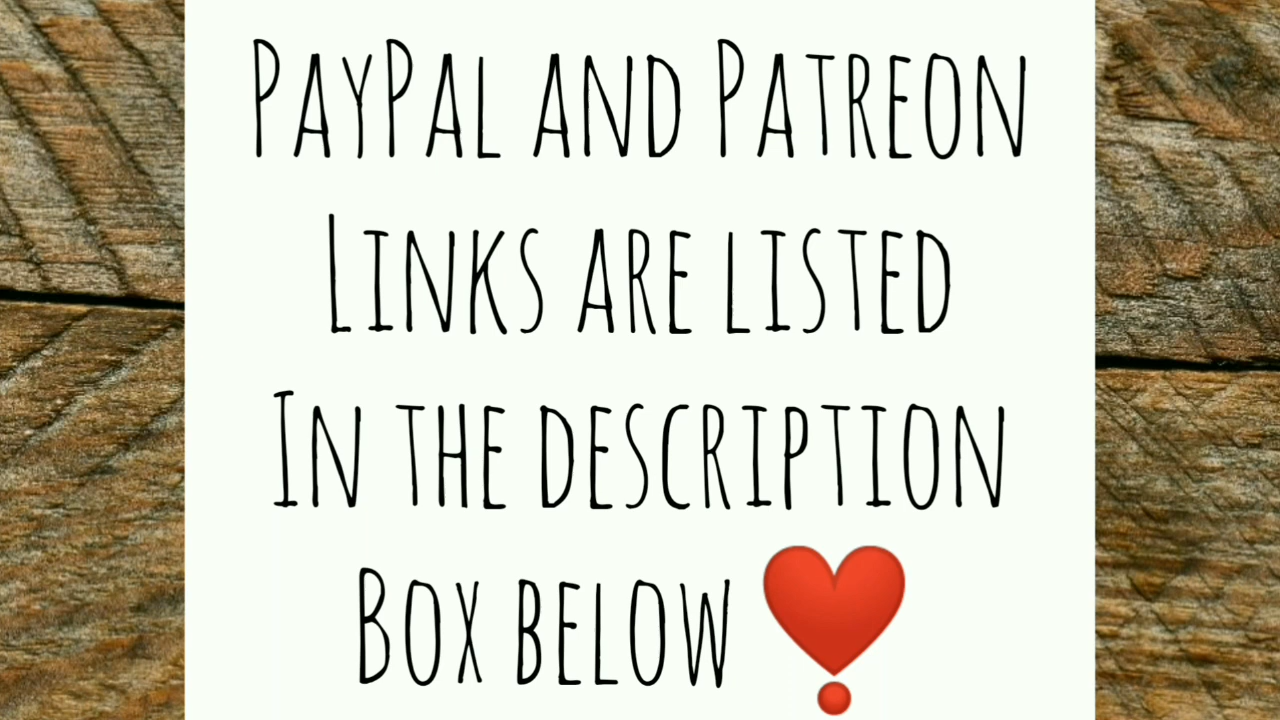 PayPal and Patreon
Links are listed
In the description
Box below ❣